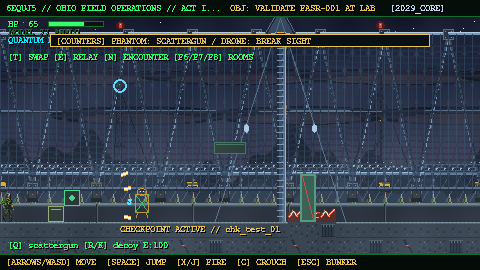 6EQUJ5 // OHIO FIELD OPERATIONS // ACT I... OBJ: VALIDATE FASR-001 AT LAB [2029_CORE]
HP: 65
QUANTUM [COUNTERS] PHANTOM: SCATTERGUN / DRONE: BREAK SIGHT
[T] SWAP [E] RELAY [N] ENCOUNTER [F6/F7/F8] ROOMS
CHECKPOINT ACTIVE // chk_test_01
[Q] scattergun [R/K] decoy E:100
[ARROWS/WASD] MOVE [SPACE] JUMP [X/J] FIRE [C] CROUCH [ESC] BUNKER